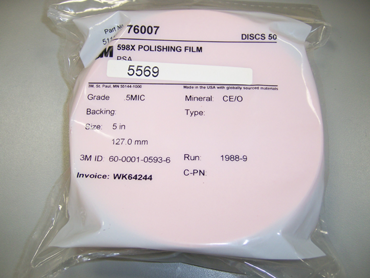 Part No 76007 DISCS 50
3M 598X POLISHING FILM
PSA
5569
3M, St. Paul, MN 55144-1000 Made in the USA with globally sourced materials
Grade .5MIC Mineral: CE/O
Backing: Type:
Size: 5 in
127.0 mm
3M ID 60-0001-0593-6 Run: 1988-9
Invoice: WK64244 C-PN: